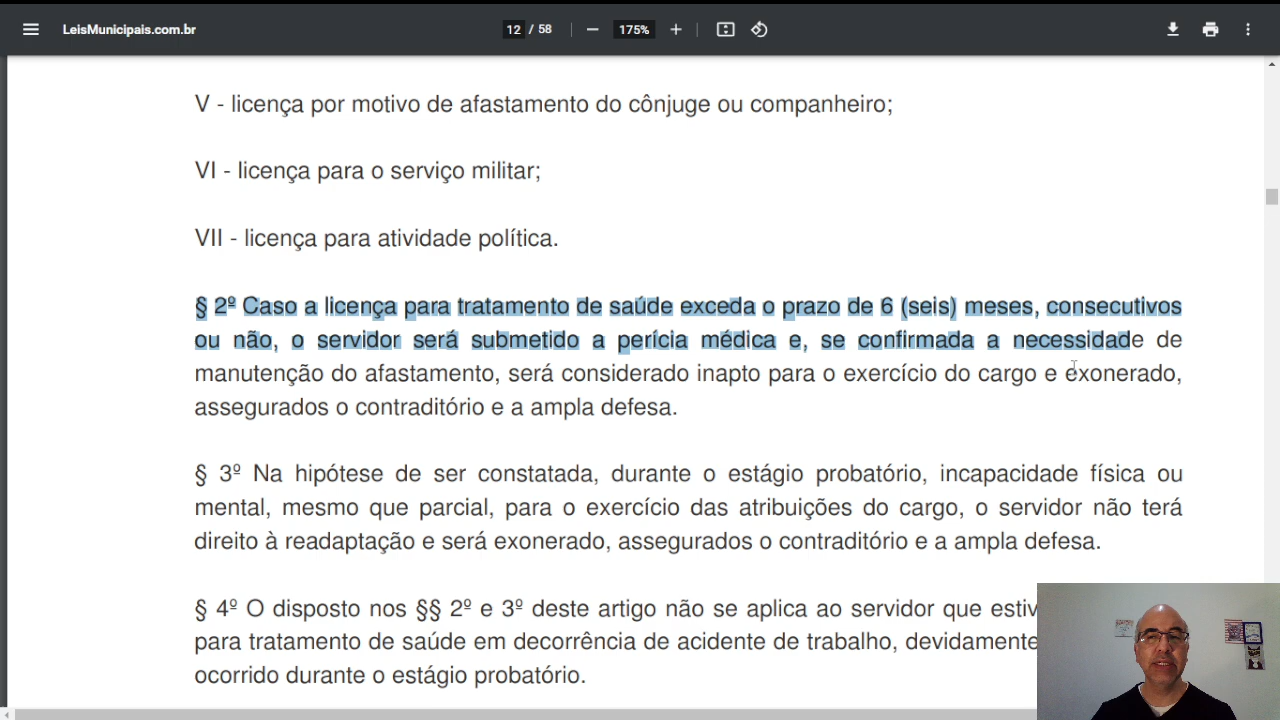 LeisMunicipais.com.br
12 / 58
175%
V - licença por motivo de afastamento do cônjuge ou companheiro;
VI - licença para o serviço militar;
VII - licença para atividade política.
§ 2º Caso a licença para tratamento de saúde exceda o prazo de 6 (seis) meses, consecutivos
ou não, o servidor será submetido a perícia médica e, se confirmada a necessidade de
manutenção do afastamento, será considerado inapto para o exercício do cargo e exonerado,
assegurados o contraditório e a ampla defesa.
§ 3º Na hipótese de ser constatada, durante o estágio probatório, incapacidade física ou
mental, mesmo que parcial, para o exercício das atribuições do cargo, o servidor não terá
direito à readaptação e será exonerado, assegurados o contraditório e a ampla defesa.
§ 4º O disposto nos §§ 2º e 3º deste artigo não se aplica ao servidor que estiv
para tratamento de saúde em decorrência de acidente de trabalho, devidamente
ocorrido durante o estágio probatório.